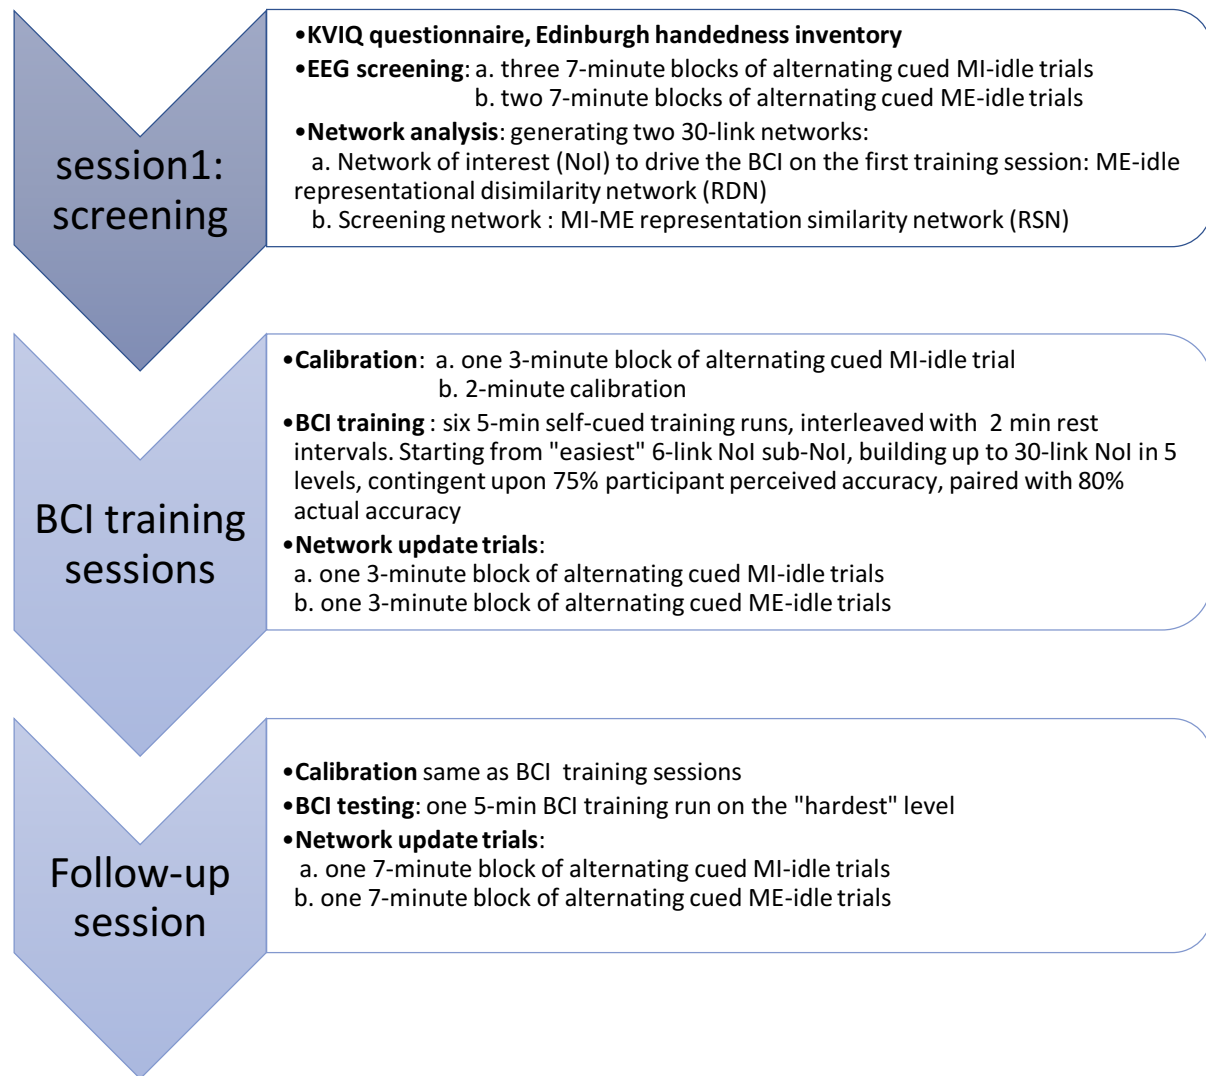 session1:
screening
•KVIQ questionnaire, Edinburgh handedness inventory
•EEG screening: a. three 7-minute blocks of alternating cued MI-idle trials
b. two 7-minute blocks of alternating cued ME-idle trials
•Network analysis: generating two 30-link networks:
a. Network of interest (NoI) to drive the BCI on the first training session: ME-idle
representational disimilarity network (RDN)
b. Screening network : MI-ME representation similarity network (RSN)
BCI training
sessions
•Calibration: a. one 3-minute block of alternating cued MI-idle trial
b. 2-minute calibration
•BCI training : six 5-min self-cued training runs, interleaved with 2 min rest
intervals. Starting from "easiest" 6-link NoI sub-NoI, building up to 30-link NoI in 5
levels, contingent upon 75% participant perceived accuracy, paired with 80%
actual accuracy
•Network update trials:
a. one 3-minute block of alternating cued MI-idle trials
b. one 3-minute block of alternating cued ME-idle trials
Follow-up
session
•Calibration same as BCI training sessions
•BCI testing: one 5-min BCI training run on the "hardest" level
•Network update trials:
a. one 7-minute block of alternating cued MI-idle trials
b. one 7-minute block of alternating cued ME-idle trials